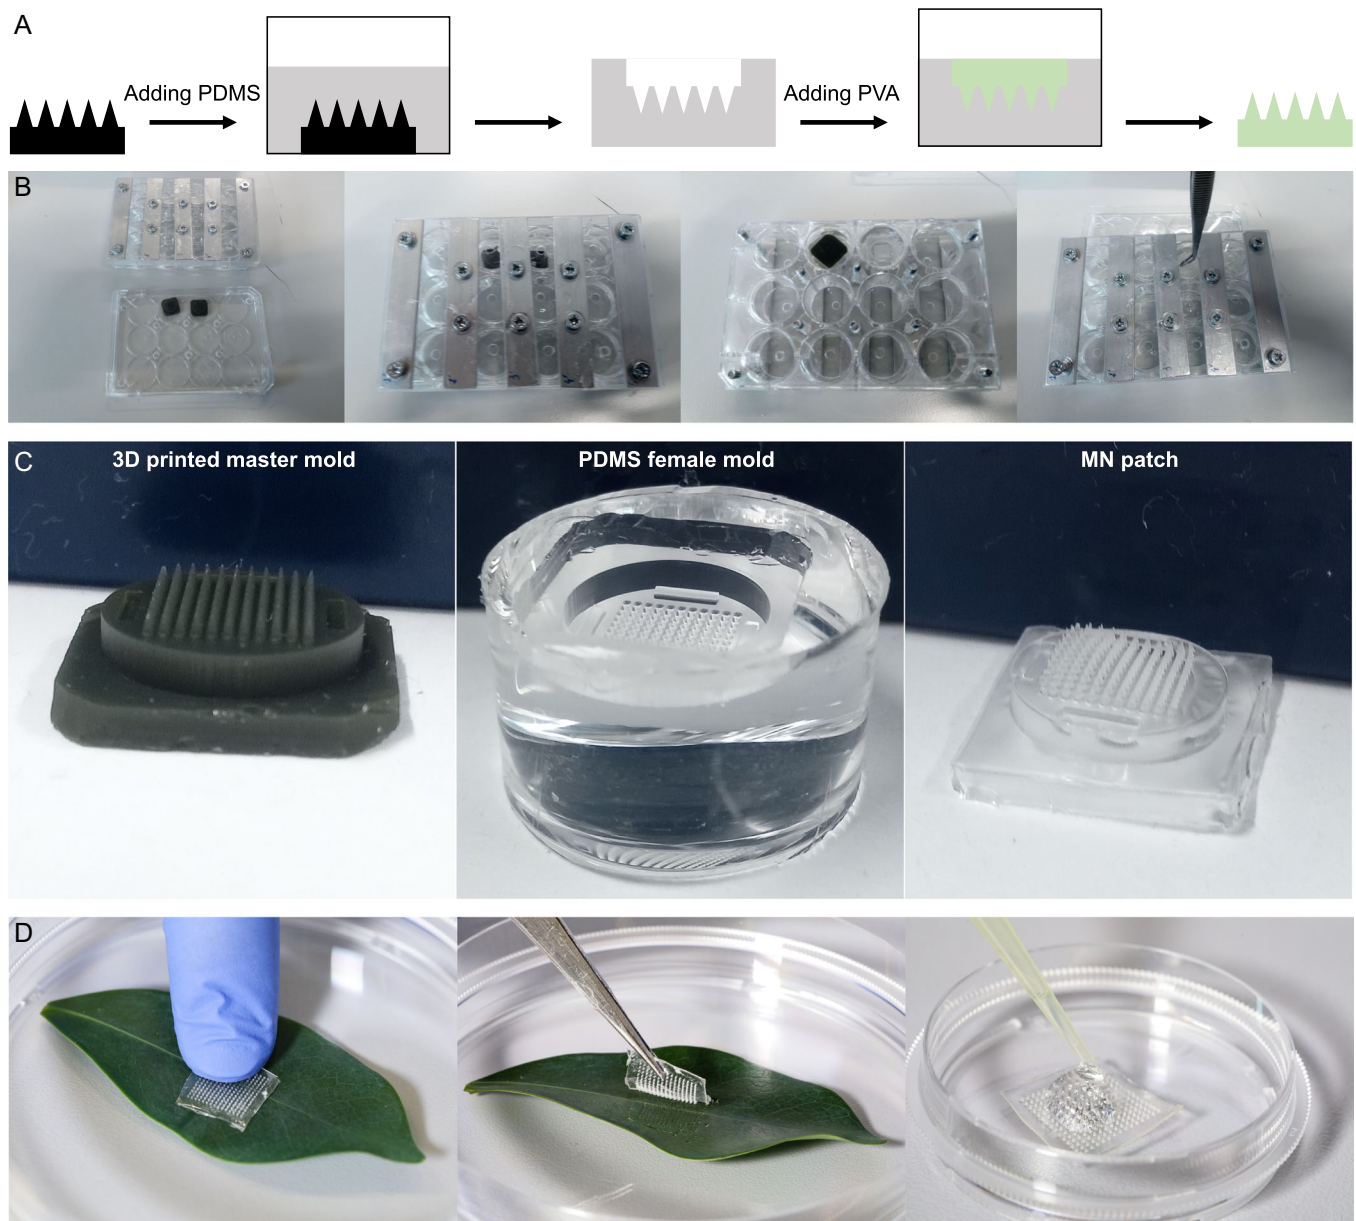 A
Adding PDMS
Adding PVA
B
C
3D printed master mold
PDMS female mold
MN patch
D